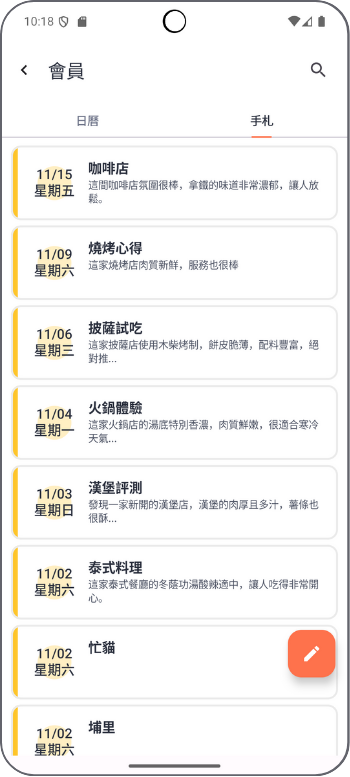 10:18
會員
日曆 手札
11/15
星期五
咖啡店
這間咖啡店氛圍很棒，拿鐵的味道非常濃郁，讓人放
鬆。
11/09
星期六
燒烤心得
這家燒烤店肉質新鮮，服務也很棒
11/06
星期三
披薩試吃
這家披薩店使用木柴烤制，餅皮脆薄，配料豐富，絕
對推...
11/04
星期一
火鍋體驗
這家火鍋店的湯底特別香濃，肉質鮮嫩，很適合寒冷
天氣...
11/03
星期日
漢堡評測
發現一家新開的漢堡店，漢堡的肉厚且多汁，薯條也
很酥...
11/02
星期六
泰式料理
這家泰式餐廳的冬蔭功湯酸辣適中，讓人吃得非常開
心。
11/02
星期六
忙貓
11/02
星期六
埔里